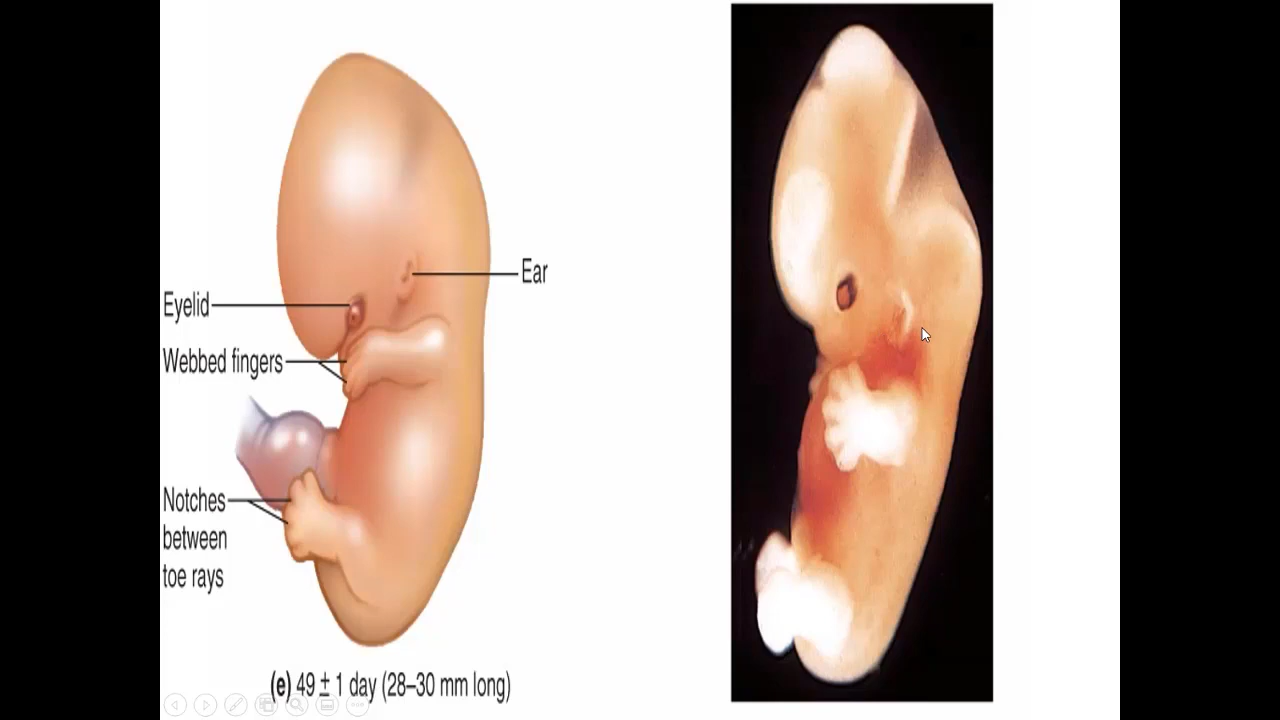 Ear
Eyelid
Webbed fingers
Notches
between
toe rays
(e) 49 ± 1 day (28–30 mm long)